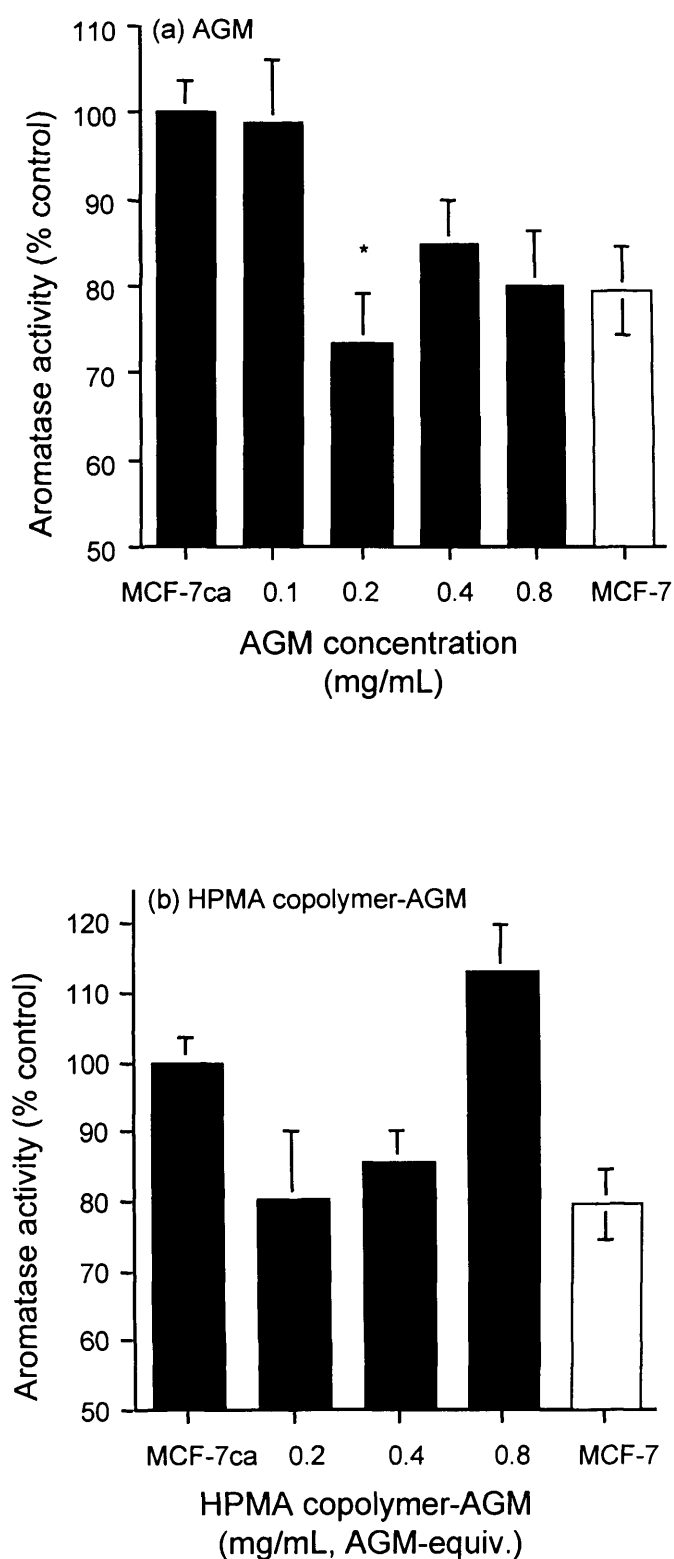 (a) AGM
Aromatase activity (% control)
110
100
90
80
70
60
50
*
MCF-7ca 0.1 0.2 0.4 0.8 MCF-7
AGM concentration
(mg/mL)
(b) HPMA copolymer-AGM
Aromatase activity (% control)
120
110
100
90
80
70
60
50
MCF-7ca 0.2 0.4 0.8 MCF-7
HPMA copolymer-AGM
(mg/mL, AGM-equiv.)